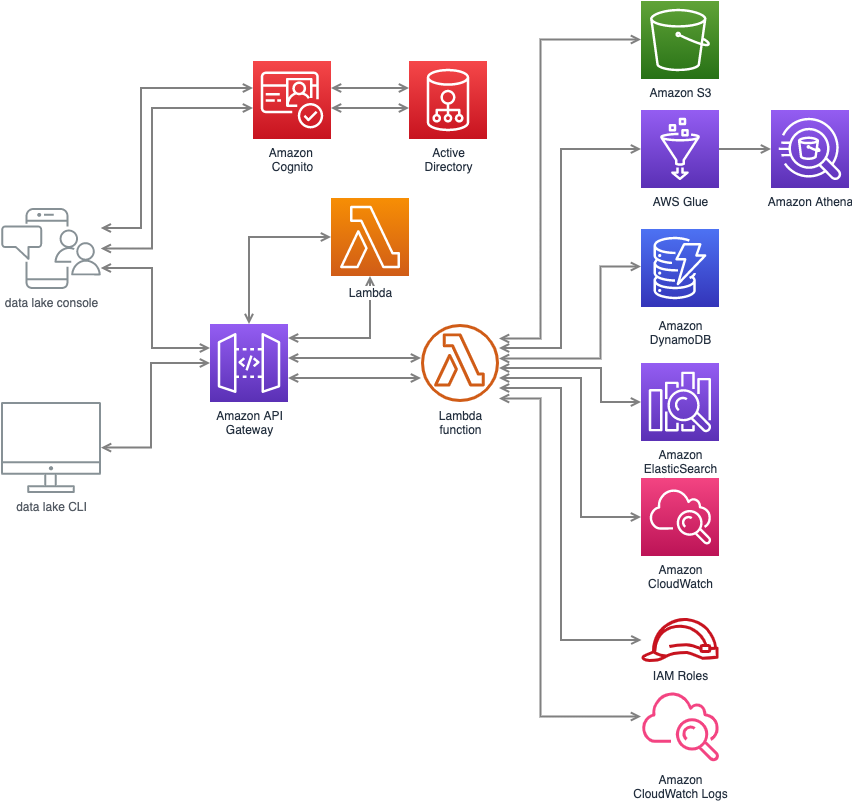 Amazon S3
Amazon
Cognito
Active
Directory
AWS Glue
Amazon Athena
data lake console
Lambda
Amazon
DynamoDB
Amazon API
Gateway
Lambda
function
Amazon
ElasticSearch
data lake CLI
Amazon
CloudWatch
IAM Roles
Amazon
CloudWatch Logs